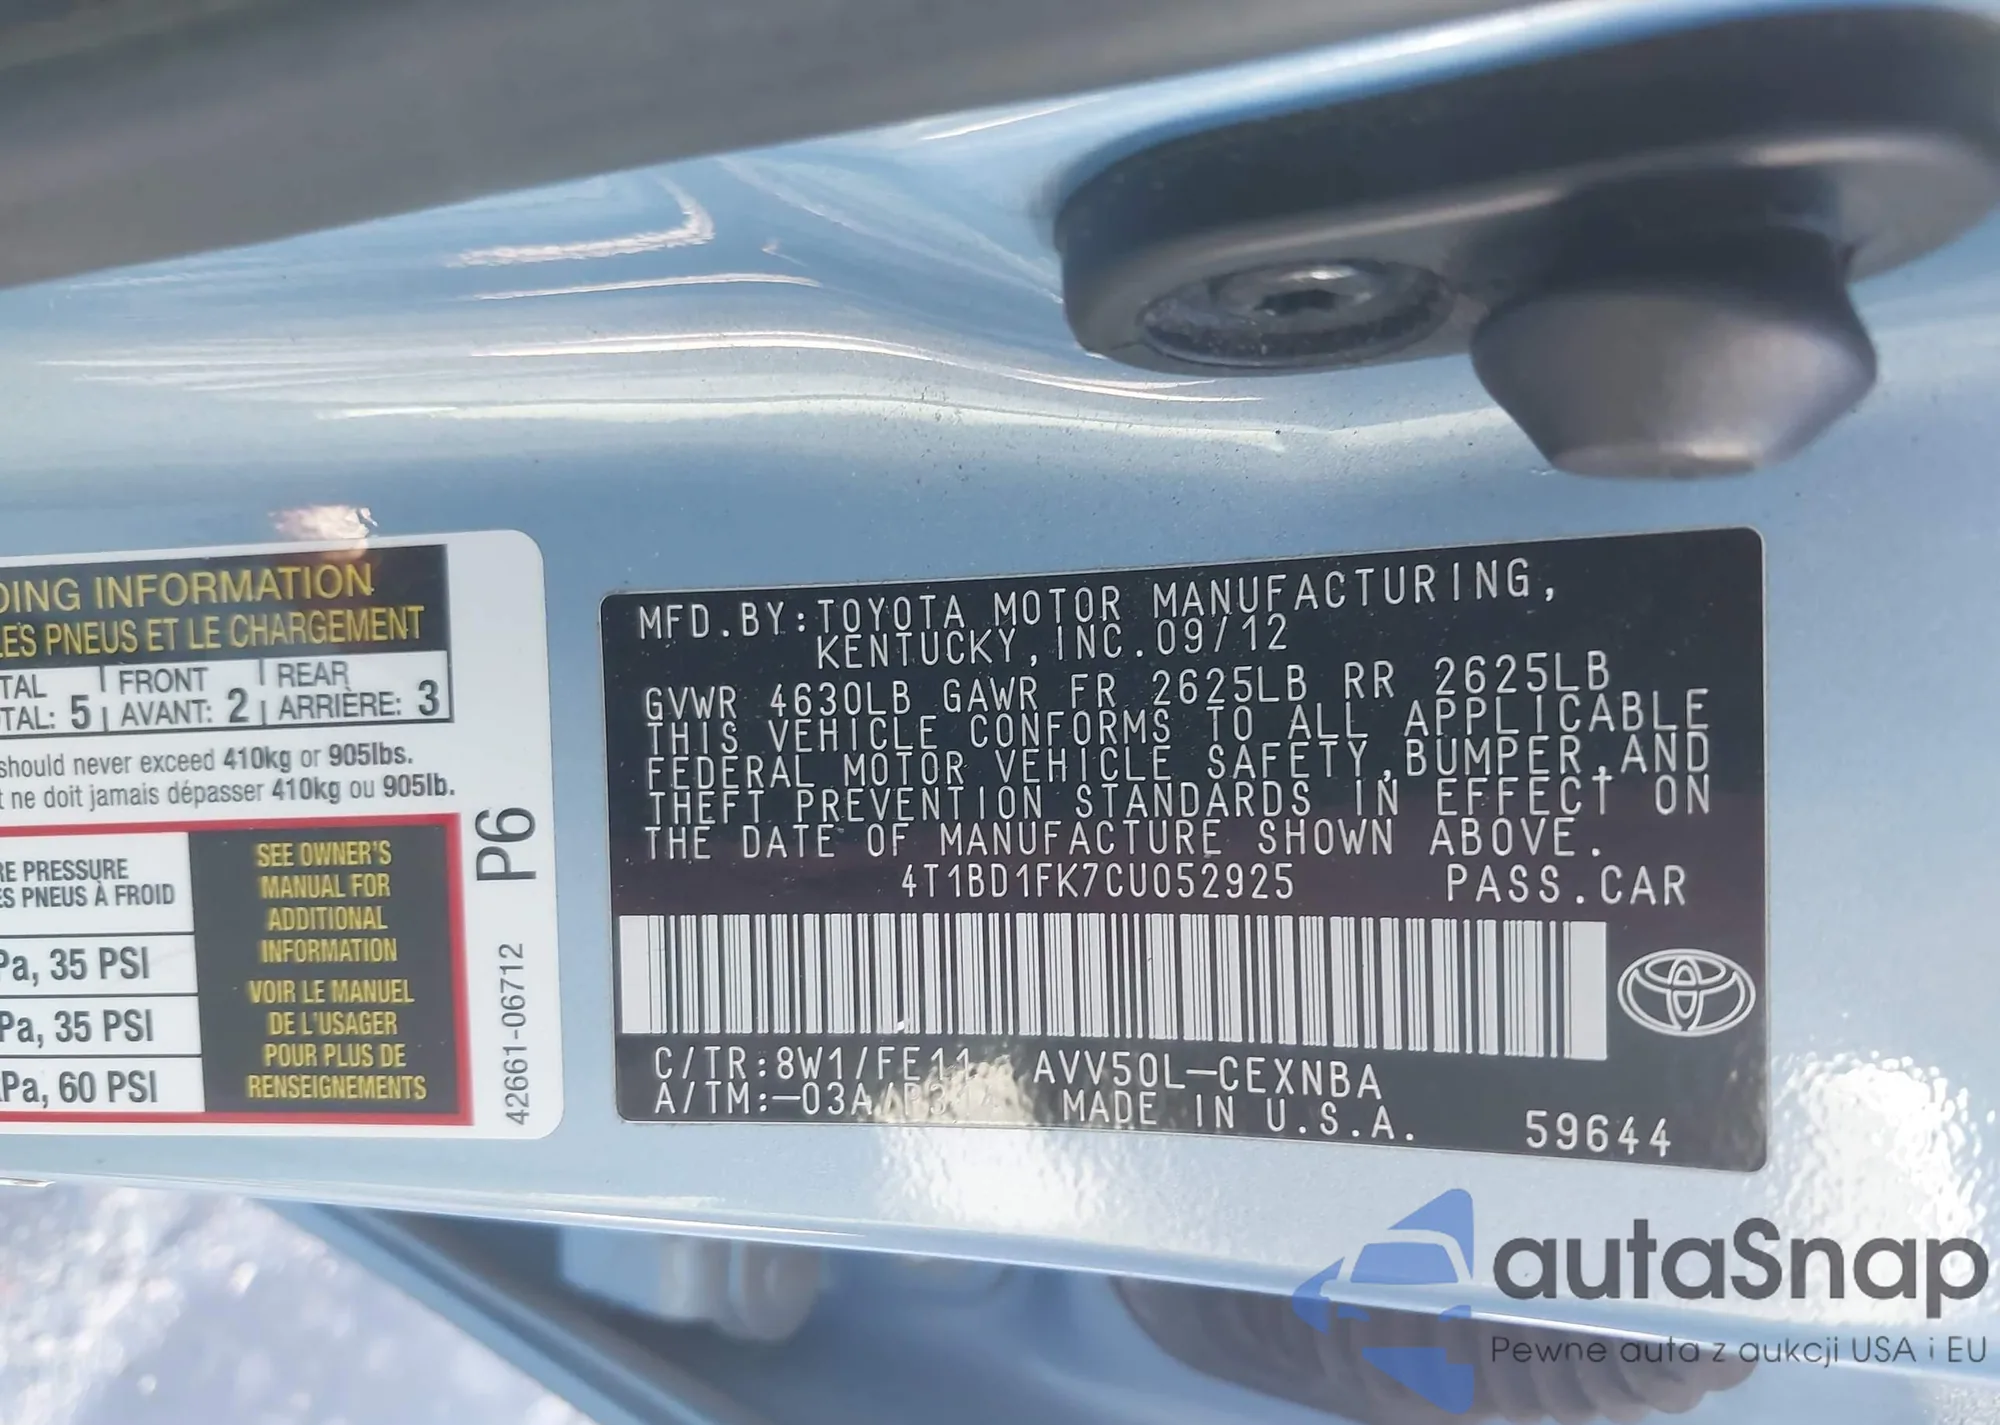 DING INFORMATION
LES PNEUS ET LE CHARGEMENT
TAL FRONT REAR
TAL: 5 AVANT: 2 ARRIÈRE: 3
should never exceed 410kg or 905lbs.
t ne doit jamais dépasser 410kg ou 905lb.
RE PRESSURE
ES PNEUS À FROID
Pa, 35 PSI
Pa, 35 PSI
Pa, 60 PSI
SEE OWNER'S
MANUAL FOR
ADDITIONAL
INFORMATION
VOIR LE MANUEL
DE L'USAGER
POUR PLUS DE
RENSEIGNEMENTS
P6
42661-06712
MFD.BY:TOYOTA MOTOR MANUFACTURING,
KENTUCKY,INC.09/12
GVWR 4630LB GAWR FR 2625LB RR 2625LB
THIS VEHICLE CONFORMS TO ALL APPLICABLE
FEDERAL MOTOR VEHICLE SAFETY,BUMPER,AND
THEFT PREVENTION STANDARDS IN EFFECT ON
THE DATE OF MANUFACTURE SHOWN ABOVE.
4T1BD1FK7CU052925 PASS.CAR
C/TR:8W1/FE11 AVV50L-CEXNBA
A/TM:-03A/ MADE IN U.S.A.
59644
autaSnap
Pewne auta z aukcji USA i EU